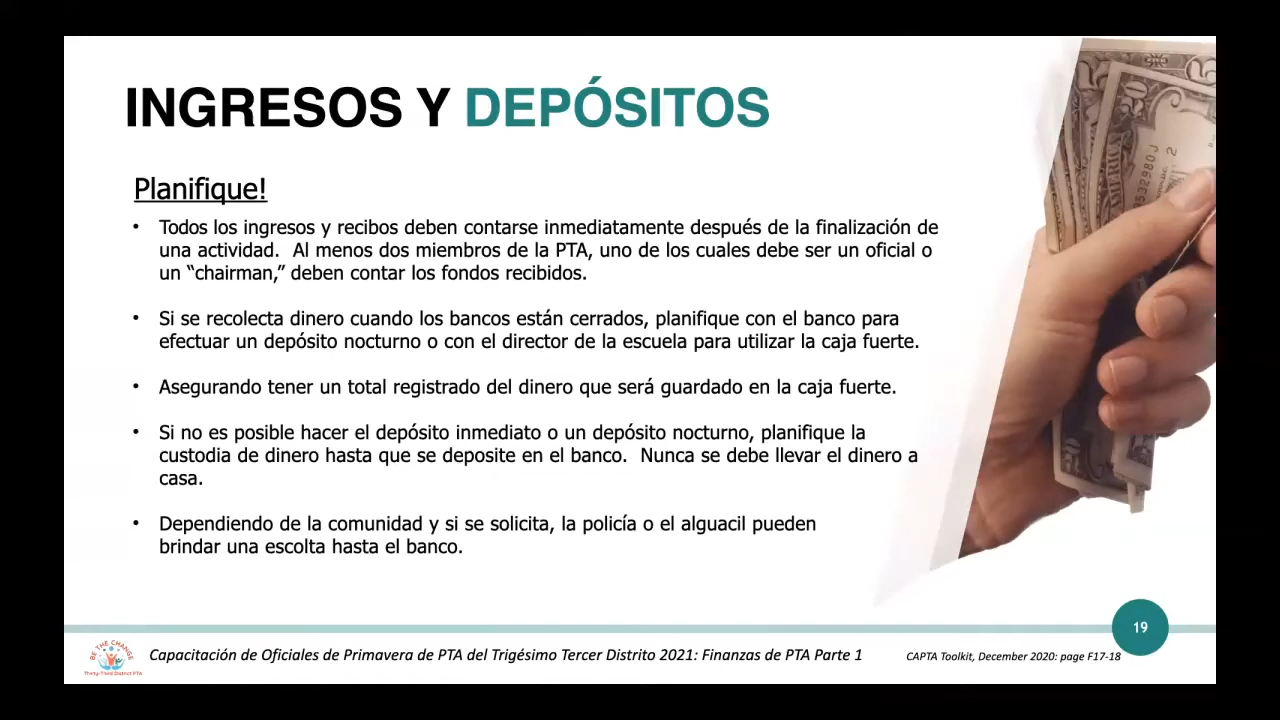 INGRESOS Y DEPÓSITOS
Planifique!
• Todos los ingresos y recibos deben contarse inmediatamente después de la finalización de
una actividad.  Al menos dos miembros de la PTA, uno de los cuales debe ser un oficial o
un “chairman,” deben contar los fondos recibidos.
• Si se recolecta dinero cuando los bancos están cerrados, planifique con el banco para
efectuar un depósito nocturno o con el director de la escuela para utilizar la caja fuerte.
• Asegurando tener un total registrado del dinero que será guardado en la caja fuerte.
• Si no es posible hacer el depósito inmediato o un depósito nocturno, planifique la
custodia de dinero hasta que se deposite en el banco.  Nunca se debe llevar el dinero a
casa.
• Dependiendo de la comunidad y si se solicita, la policía o el alguacil pueden
brindar una escolta hasta el banco.
AMERICA
19
BE THE CHANGE
Thirty-Third District PTA
Capacitación de Oficiales de Primavera de PTA del Trigésimo Tercer Distrito 2021: Finanzas de PTA Parte 1
CAPTA Toolkit, December 2020: page F17-18